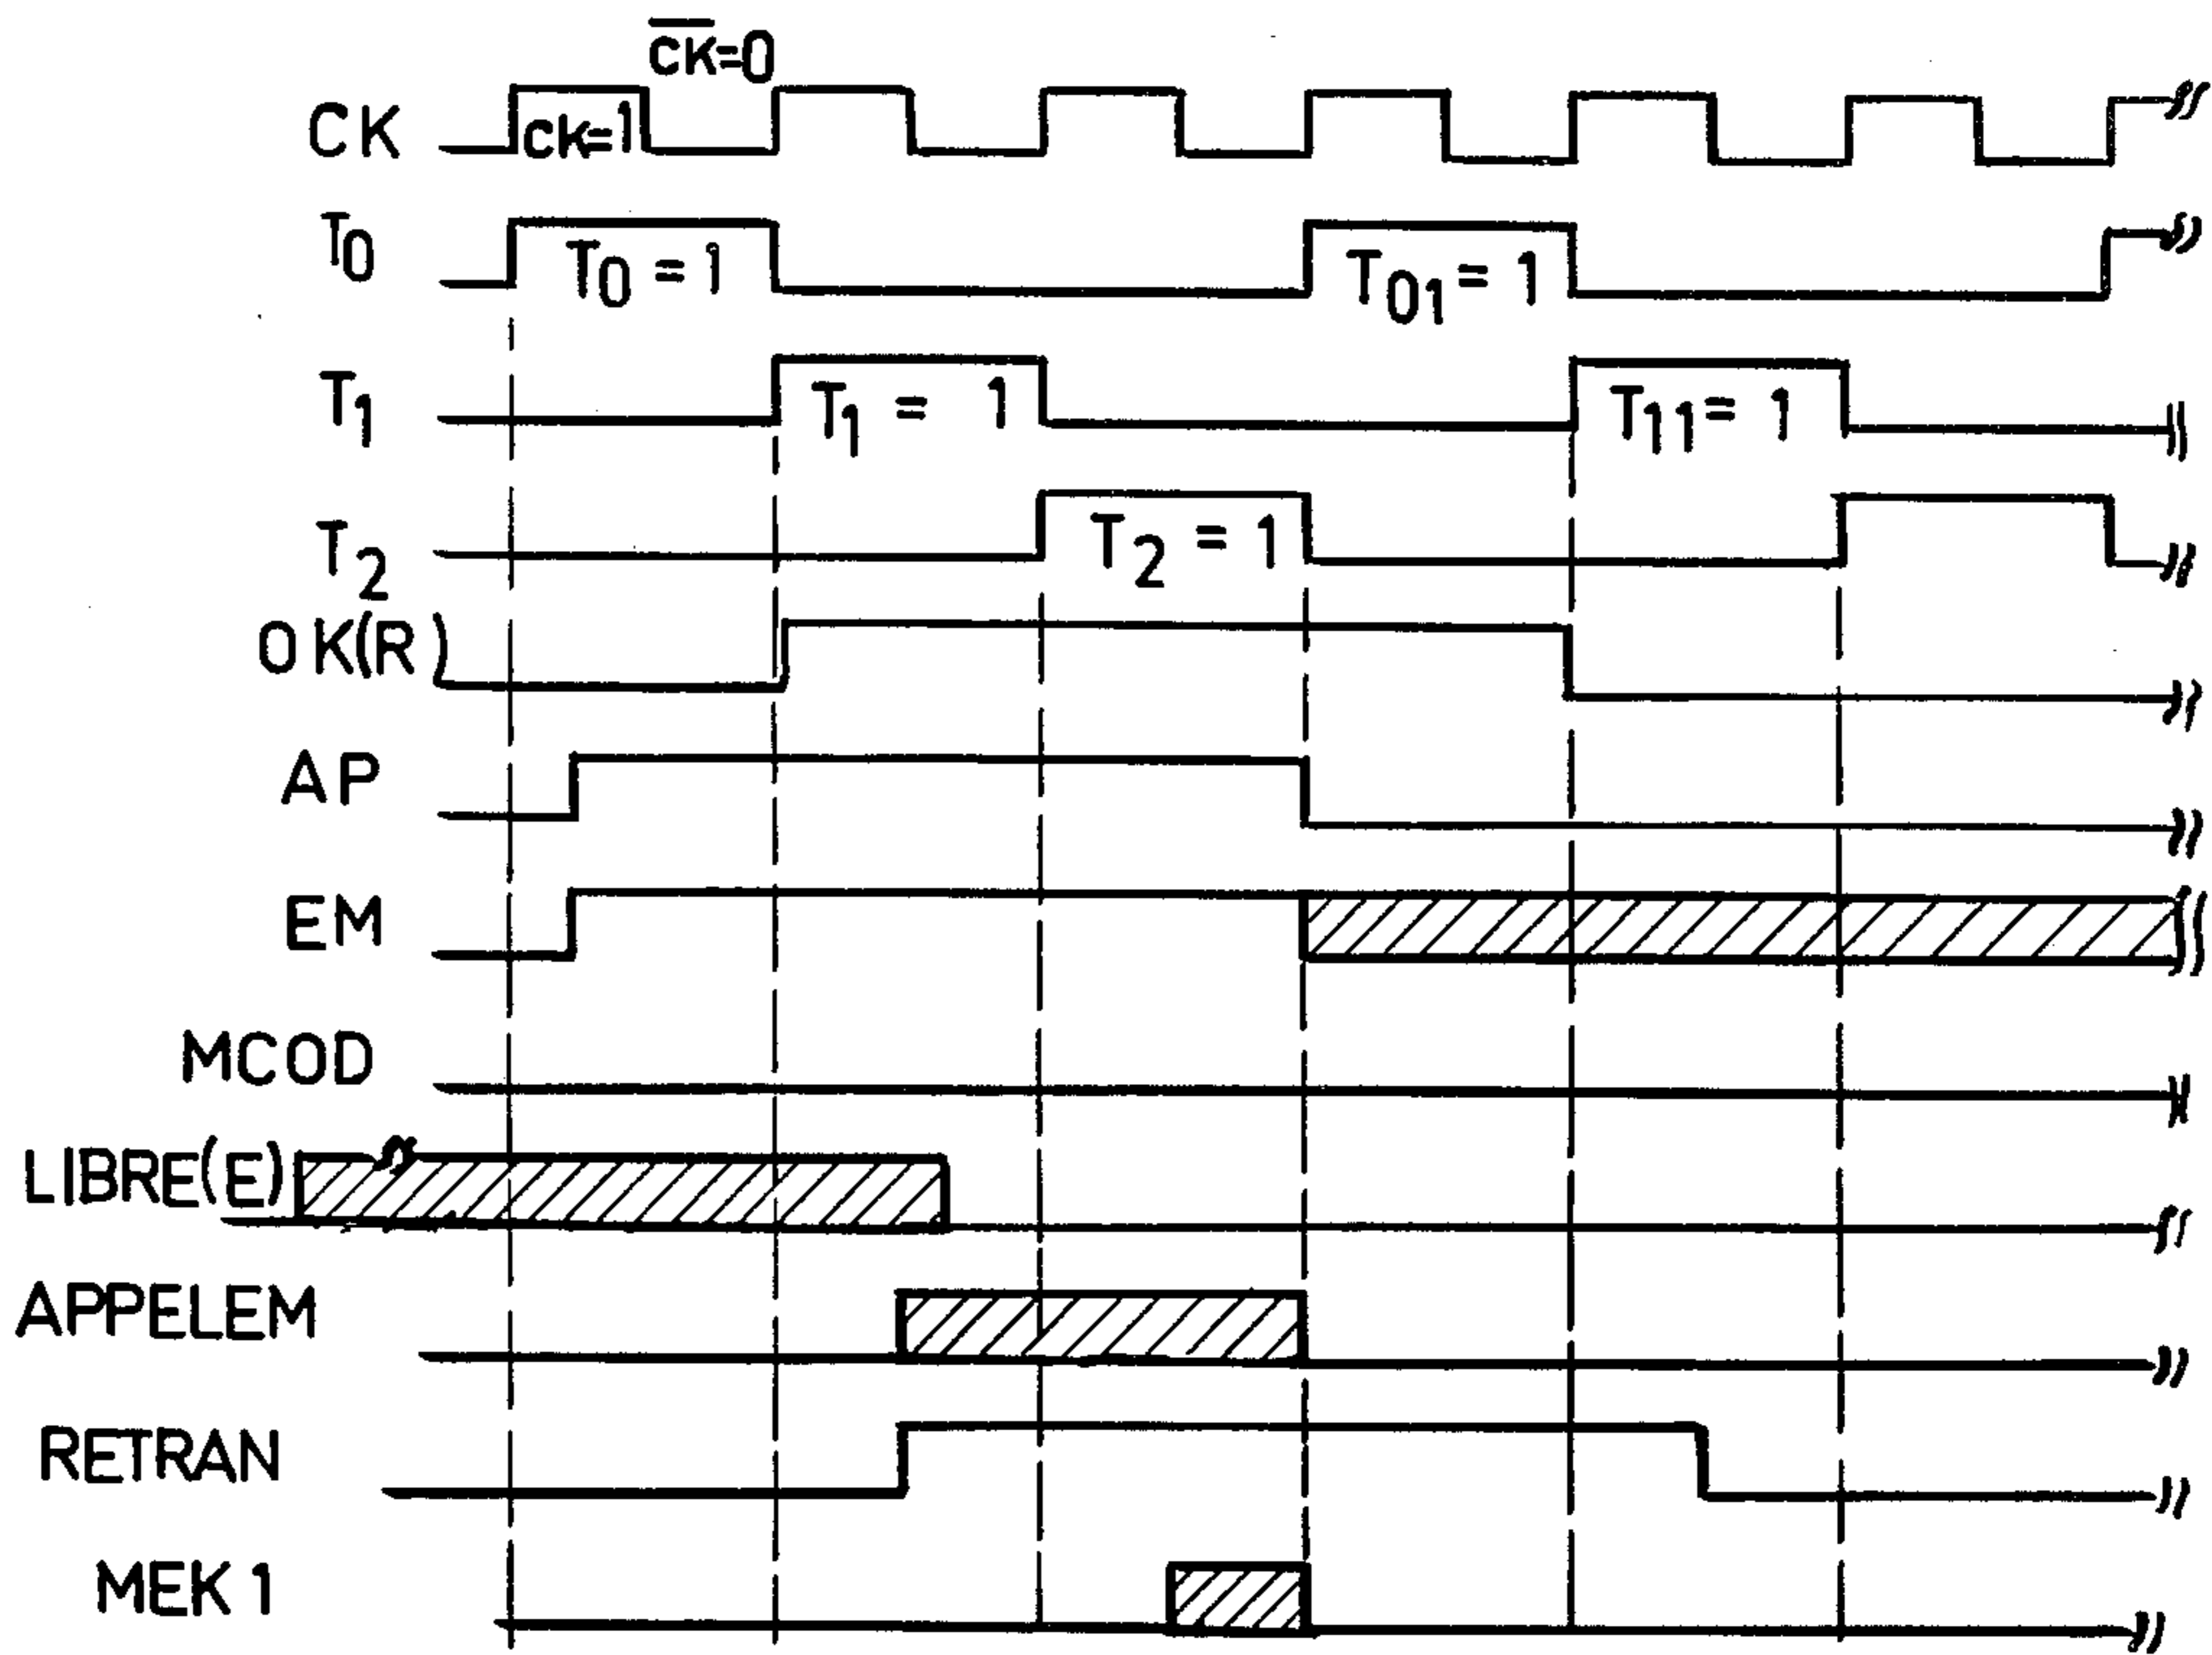 C̅K̅=0
CK
CK=1
T0
T0 = 1
T01 = 1
T1
T1 = 1
T11 = 1
T2
T2 = 1
OK(R)
AP
EM
MCOD
LIBRE(E)
APPELEM
RETRAN
MEK 1